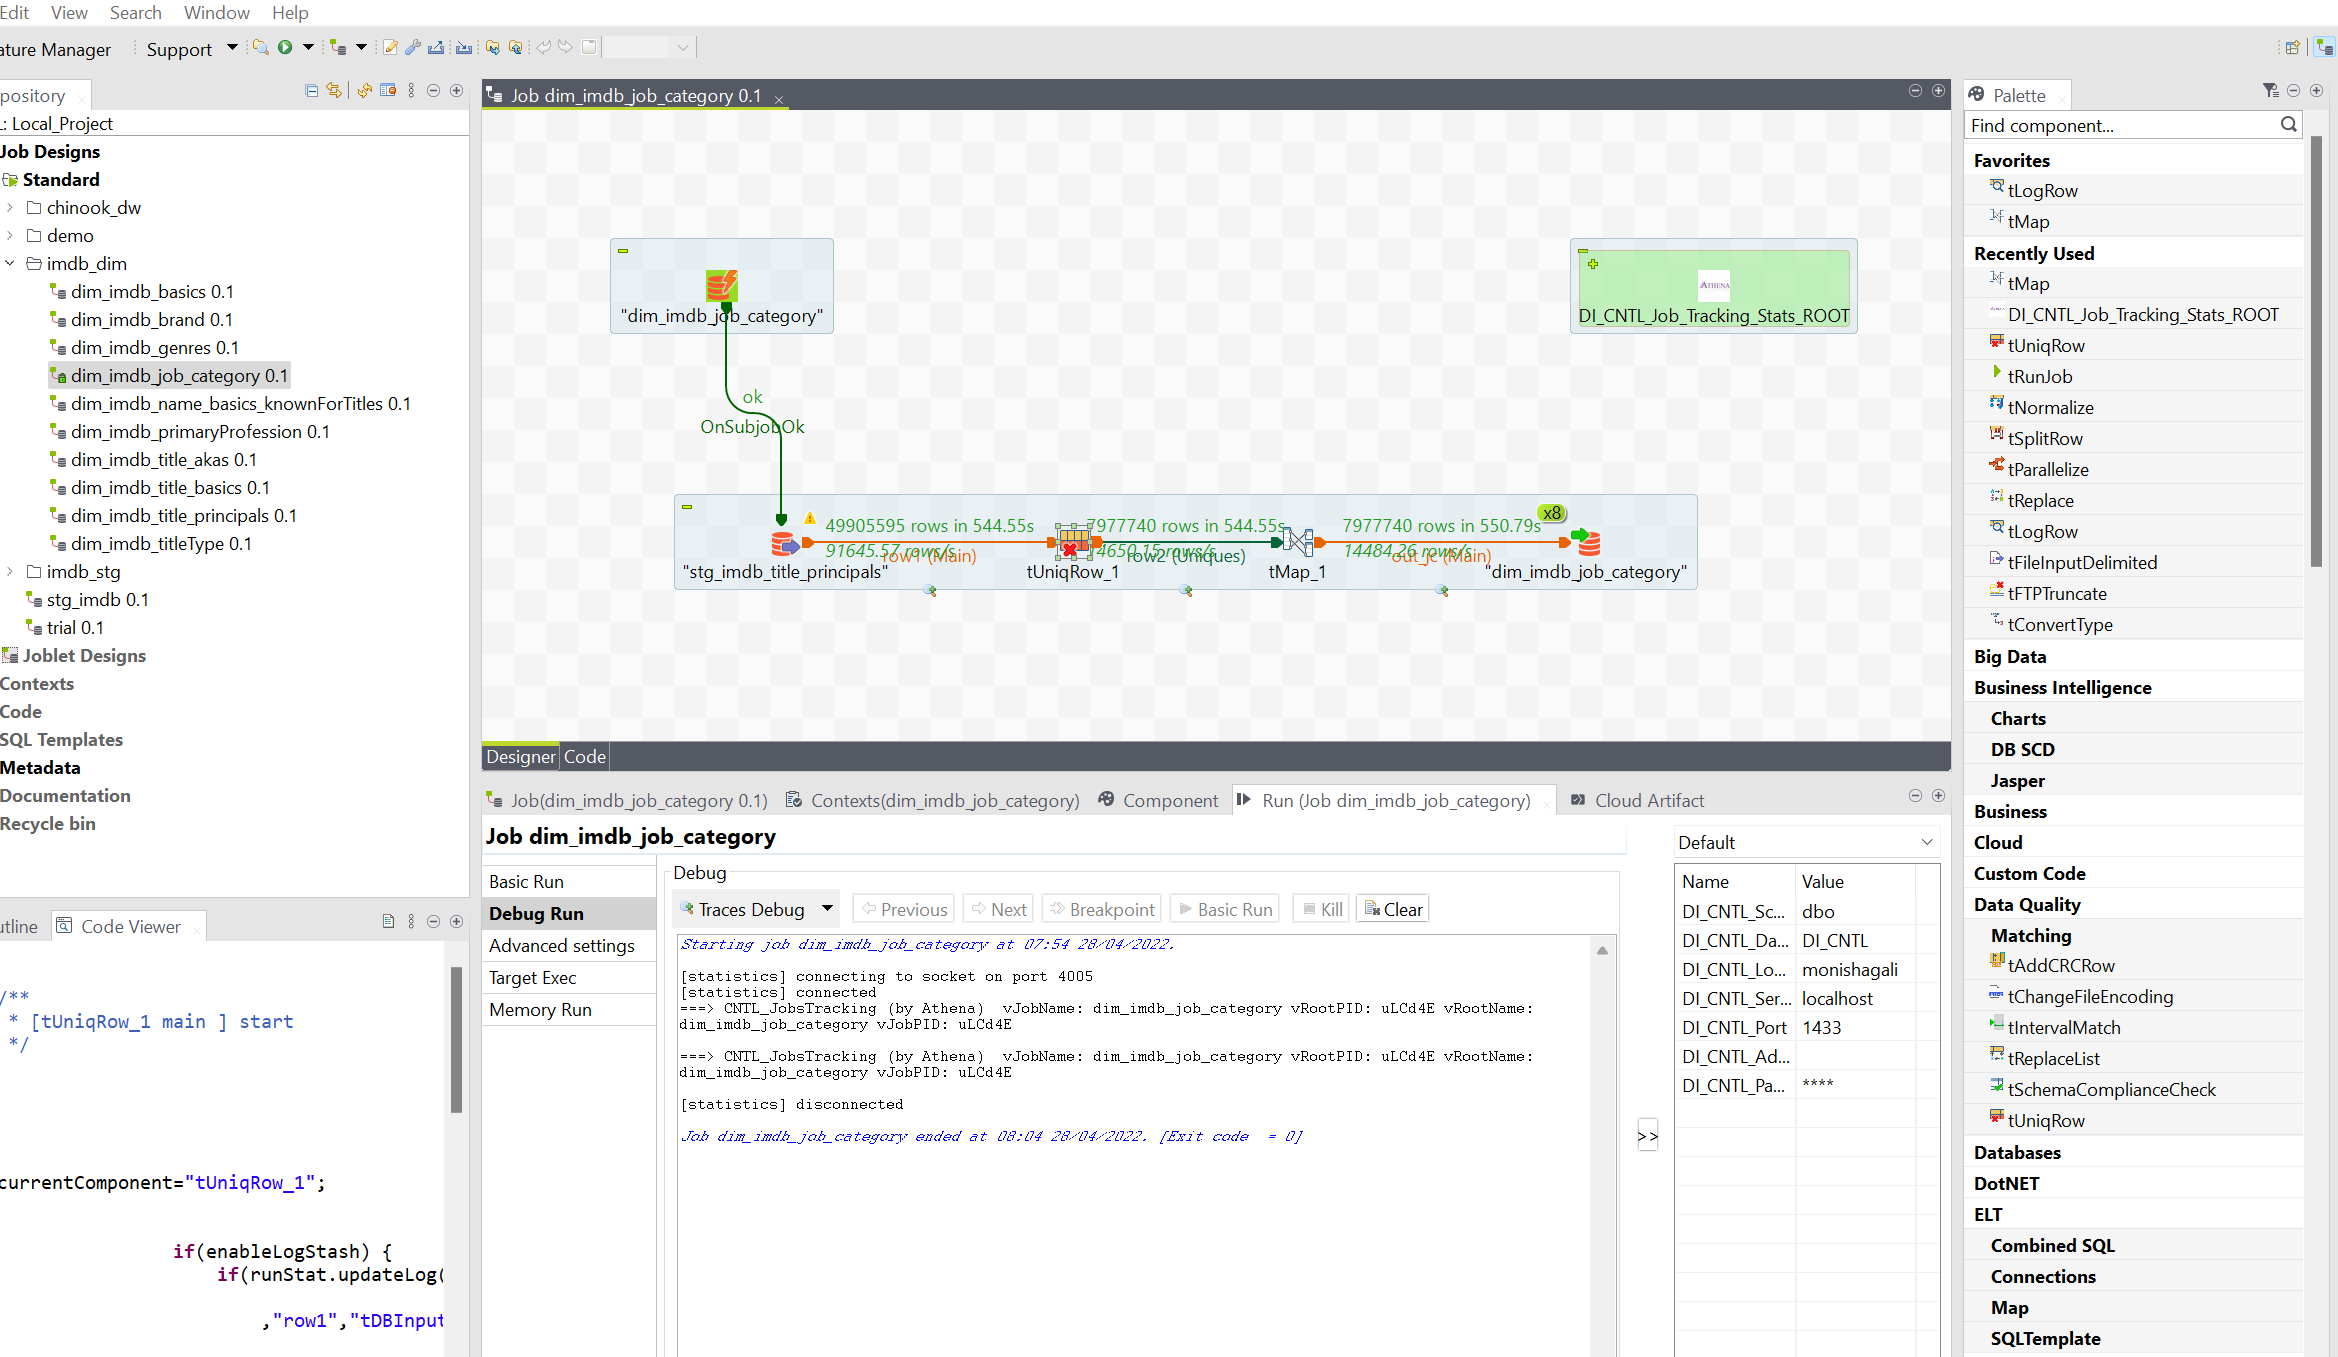 Edit View Search Window Help
ature Manager Support
pository
L: Local_Project
Job Designs
Standard
chinook_dw
demo
imdb_dim
dim_imdb_basics 0.1
dim_imdb_brand 0.1
dim_imdb_genres 0.1
dim_imdb_job_category 0.1
dim_imdb_name_basics_knownForTitles 0.1
dim_imdb_primaryProfession 0.1
dim_imdb_title_akas 0.1
dim_imdb_title_basics 0.1
dim_imdb_title_principals 0.1
dim_imdb_titleType 0.1
imdb_stg
stg_imdb 0.1
trial 0.1
Joblet Designs
Contexts
Code
SQL Templates
Metadata
Documentation
Recycle bin
utline Code Viewer
/**
* [tUniqRow_1 main ] start
*/
currentComponent="tUniqRow_1";
if(enableLogStash) {
if(runStat.updateLog(
,"row1","tDBInput
Job dim_imdb_job_category 0.1
"dim_imdb_job_category"
ATHENA
DI_CNTL_Job_Tracking_Stats_ROOT
ok
OnSubjobOk
x8
49905595 rows in 544.55s 7977740 rows in 544.55s 7977740 rows in 550.79s
91645.57 rows/s 14650.15 rows/s 14484.26 rows/s
row1 (Main) row2 (Uniques) out_jc (Main)
"stg_imdb_title_principals" tUniqRow_1 tMap_1 "dim_imdb_job_category"
Designer Code
Job(dim_imdb_job_category 0.1) Contexts(dim_imdb_job_category) Component Run (Job dim_imdb_job_category) Cloud Artifact
Job dim_imdb_job_category
Basic Run
Debug Run
Advanced settings
Target Exec
Memory Run
Debug
Traces Debug Previous Next Breakpoint Basic Run Kill Clear
Starting job dim_imdb_job_category at 07:54 28/04/2022.
[statistics] connecting to socket on port 4005
[statistics] connected
===> CNTL_JobsTracking (by Athena) vJobName: dim_imdb_job_category vRootPID: uLCd4E vRootName:
dim_imdb_job_category vJobPID: uLCd4E
===> CNTL_JobsTracking (by Athena) vJobName: dim_imdb_job_category vRootPID: uLCd4E vRootName:
dim_imdb_job_category vJobPID: uLCd4E
[statistics] disconnected
Job dim_imdb_job_category ended at 08:04 28/04/2022. [Exit code = 0]
>>
Default
Name Value
DI_CNTL_Sc... dbo
DI_CNTL_Da... DI_CNTL
DI_CNTL_Lo... monishagali
DI_CNTL_Ser... localhost
DI_CNTL_Port 1433
DI_CNTL_Ad...
DI_CNTL_Pa... ****
Palette
Find component...
Favorites
tLogRow
tMap
Recently Used
tMap
DI_CNTL_Job_Tracking_Stats_ROOT
tUniqRow
tRunJob
tNormalize
tSplitRow
tParallelize
tReplace
tLogRow
tFileInputDelimited
tFTPTruncate
tConvertType
Big Data
Business Intelligence
Charts
DB SCD
Jasper
Business
Cloud
Custom Code
Data Quality
Matching
tAddCRCRow
tChangeFileEncoding
tIntervalMatch
tReplaceList
tSchemaComplianceCheck
tUniqRow
Databases
DotNET
ELT
Combined SQL
Connections
Map
SQLTemplate